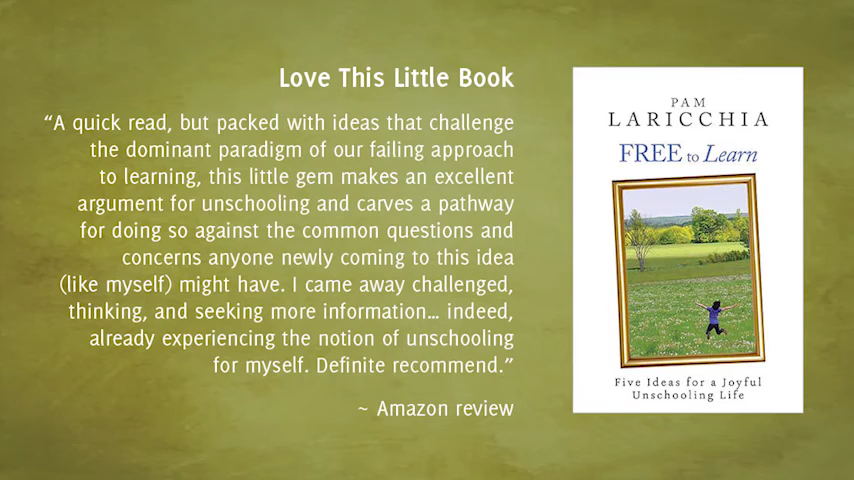 Love This Little Book
“A quick read, but packed with ideas that challenge
the dominant paradigm of our failing approach
to learning, this little gem makes an excellent
argument for unschooling and carves a pathway
for doing so against the common questions and
concerns anyone newly coming to this idea
(like myself) might have. I came away challenged,
thinking, and seeking more information... indeed,
already experiencing the notion of unschooling
for myself. Definite recommend.”
~ Amazon review
PAM
LARICCHIA
FREE to Learn
Five Ideas for a Joyful
Unschooling Life